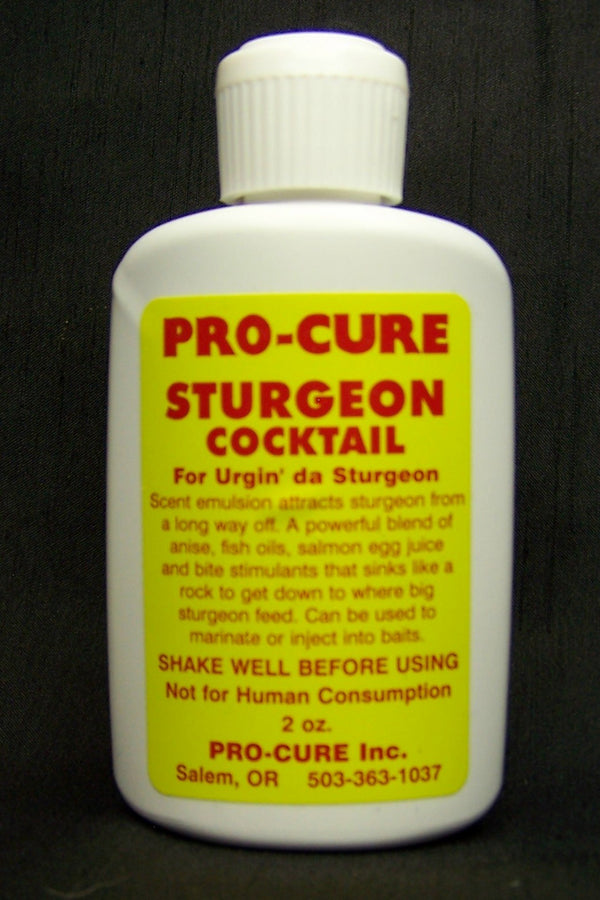 PRO-CURE
STURGEON
COCKTAIL
For Urgin' da Sturgeon
Scent emulsion attracts sturgeon from
a long way off. A powerful blend of
anise, fish oils, salmon egg juice
and bite stimulants that sinks like a
rock to get down to where big
sturgeon feed. Can be used to
marinate or inject into baits.
SHAKE WELL BEFORE USING
Not for Human Consumption
2 oz.
PRO-CURE Inc.
Salem, OR 503-363-1037